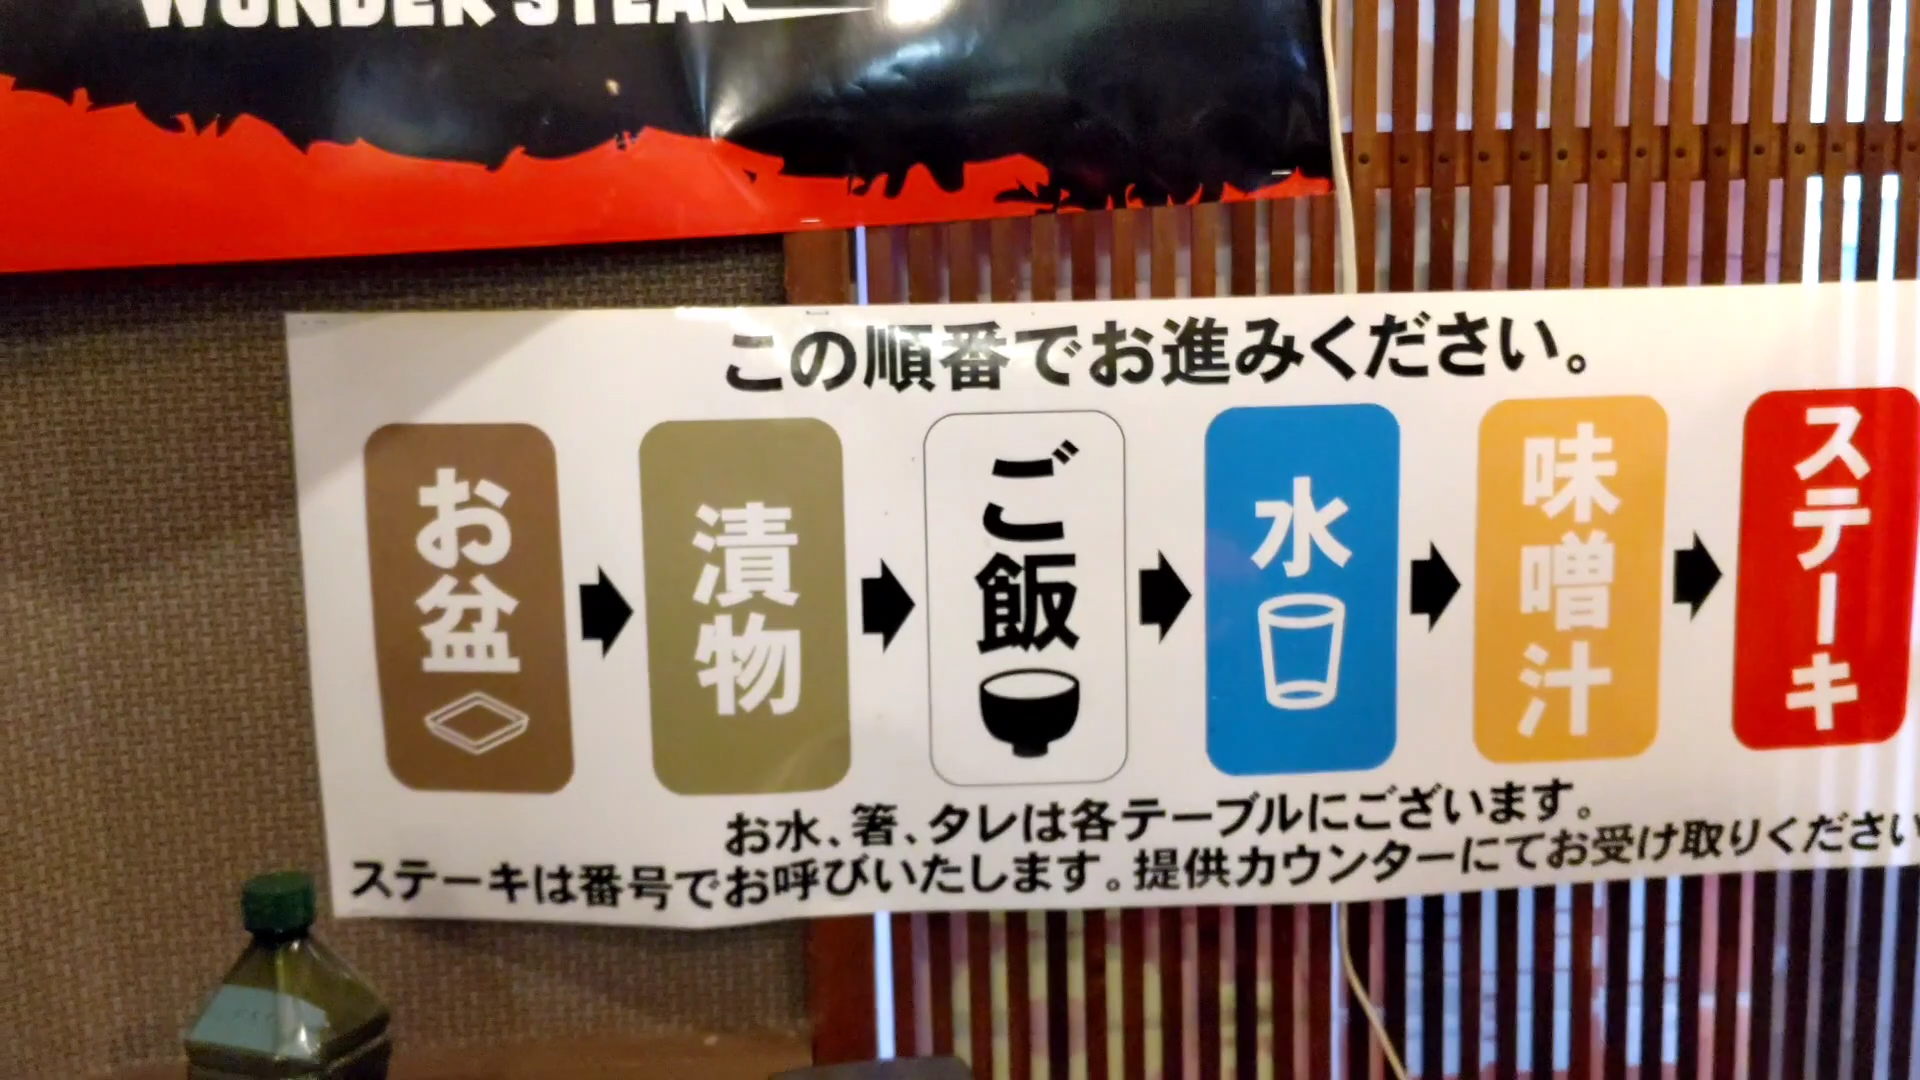 WONDER STEAK
この順番でお進みください。
お盆
漬物
ご飯
水
味噌汁
ステーキ
お水、箸、タレは各テーブルにございます。
ステーキは番号でお呼びいたします。提供カウンターにてお受け取りください